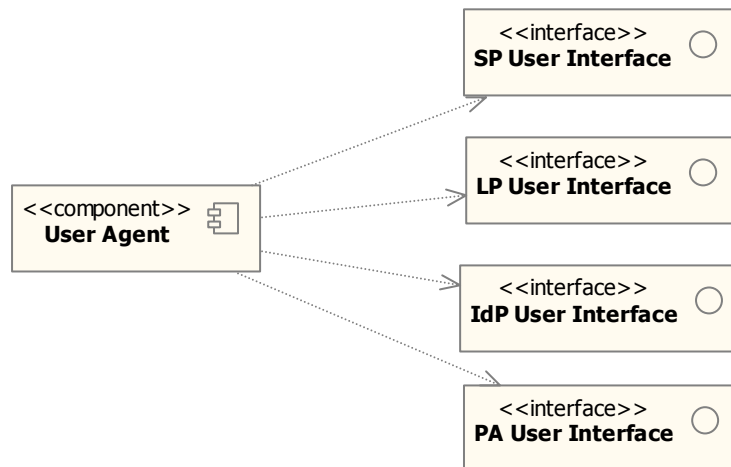 <<interface>>
SP User Interface
<<interface>>
LP User Interface
<<component>>
User Agent
<<interface>>
IdP User Interface
<<interface>>
PA User Interface